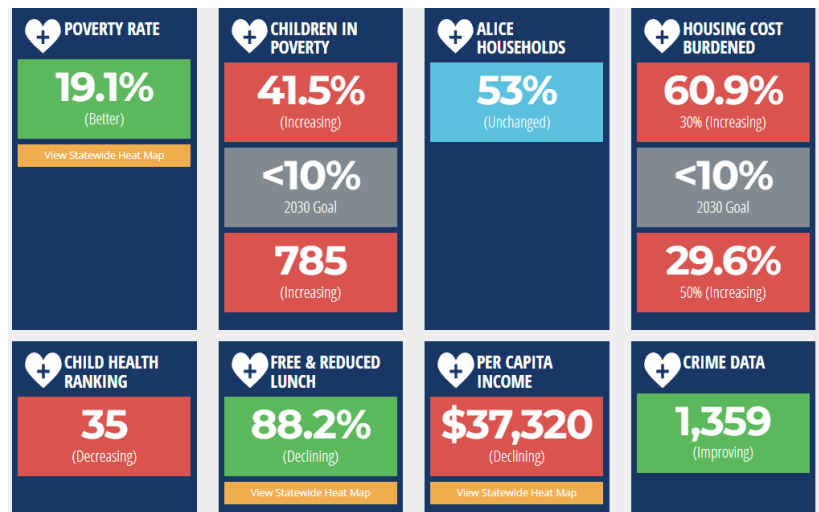 POVERTY RATE
19.1%
(Better)
View Statewide Heat Map
CHILDREN IN
POVERTY
41.5%
(Increasing)
<10%
2030 Goal
785
(Increasing)
ALICE
HOUSEHOLDS
53%
(Unchanged)
HOUSING COST
BURDENED
60.9%
30% (Increasing)
<10%
2030 Goal
29.6%
50% (Increasing)
CHILD HEALTH
RANKING
35
(Decreasing)
FREE & REDUCED
LUNCH
88.2%
(Declining)
View Statewide Heat Map
PER CAPITA
INCOME
$37,320
(Declining)
View Statewide Heat Map
CRIME DATA
1,359
(Improving)